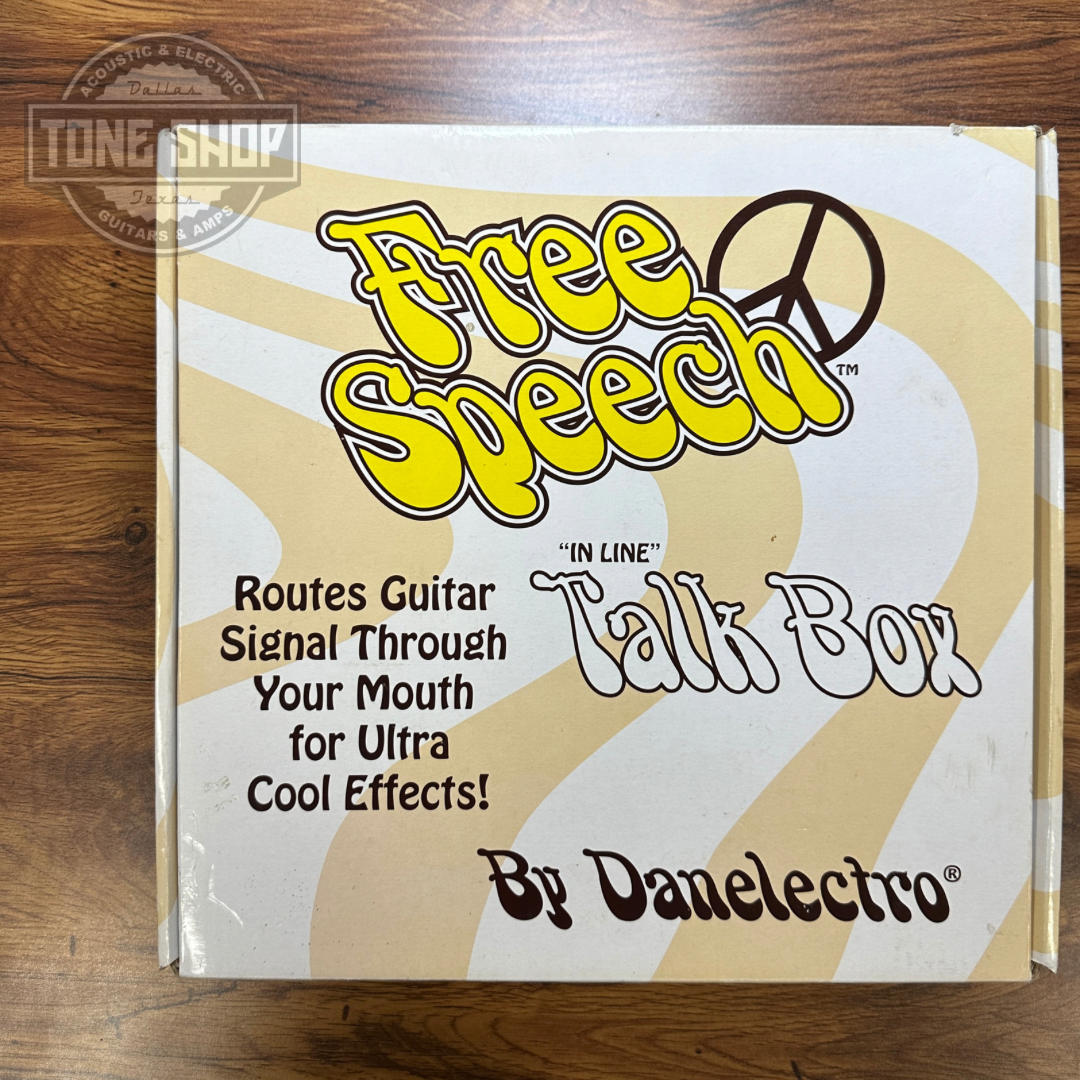 ACOUSTIC & ELECTRIC
Dallas
TONE SHOP
Texas
GUITARS & AMPS
Free
Speech
TM
"IN LINE"
Talk Box
Routes Guitar
Signal Through
Your Mouth
for Ultra
Cool Effects!
By Danelectro®